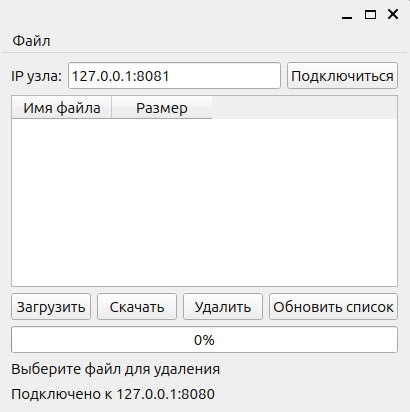 Файл
IP узла: 127.0.0.1:8081 Подключиться
Имя файла Размер
Загрузить Скачать Удалить Обновить список
0%
Выберите файл для удаления
Подключено к 127.0.0.1:8080